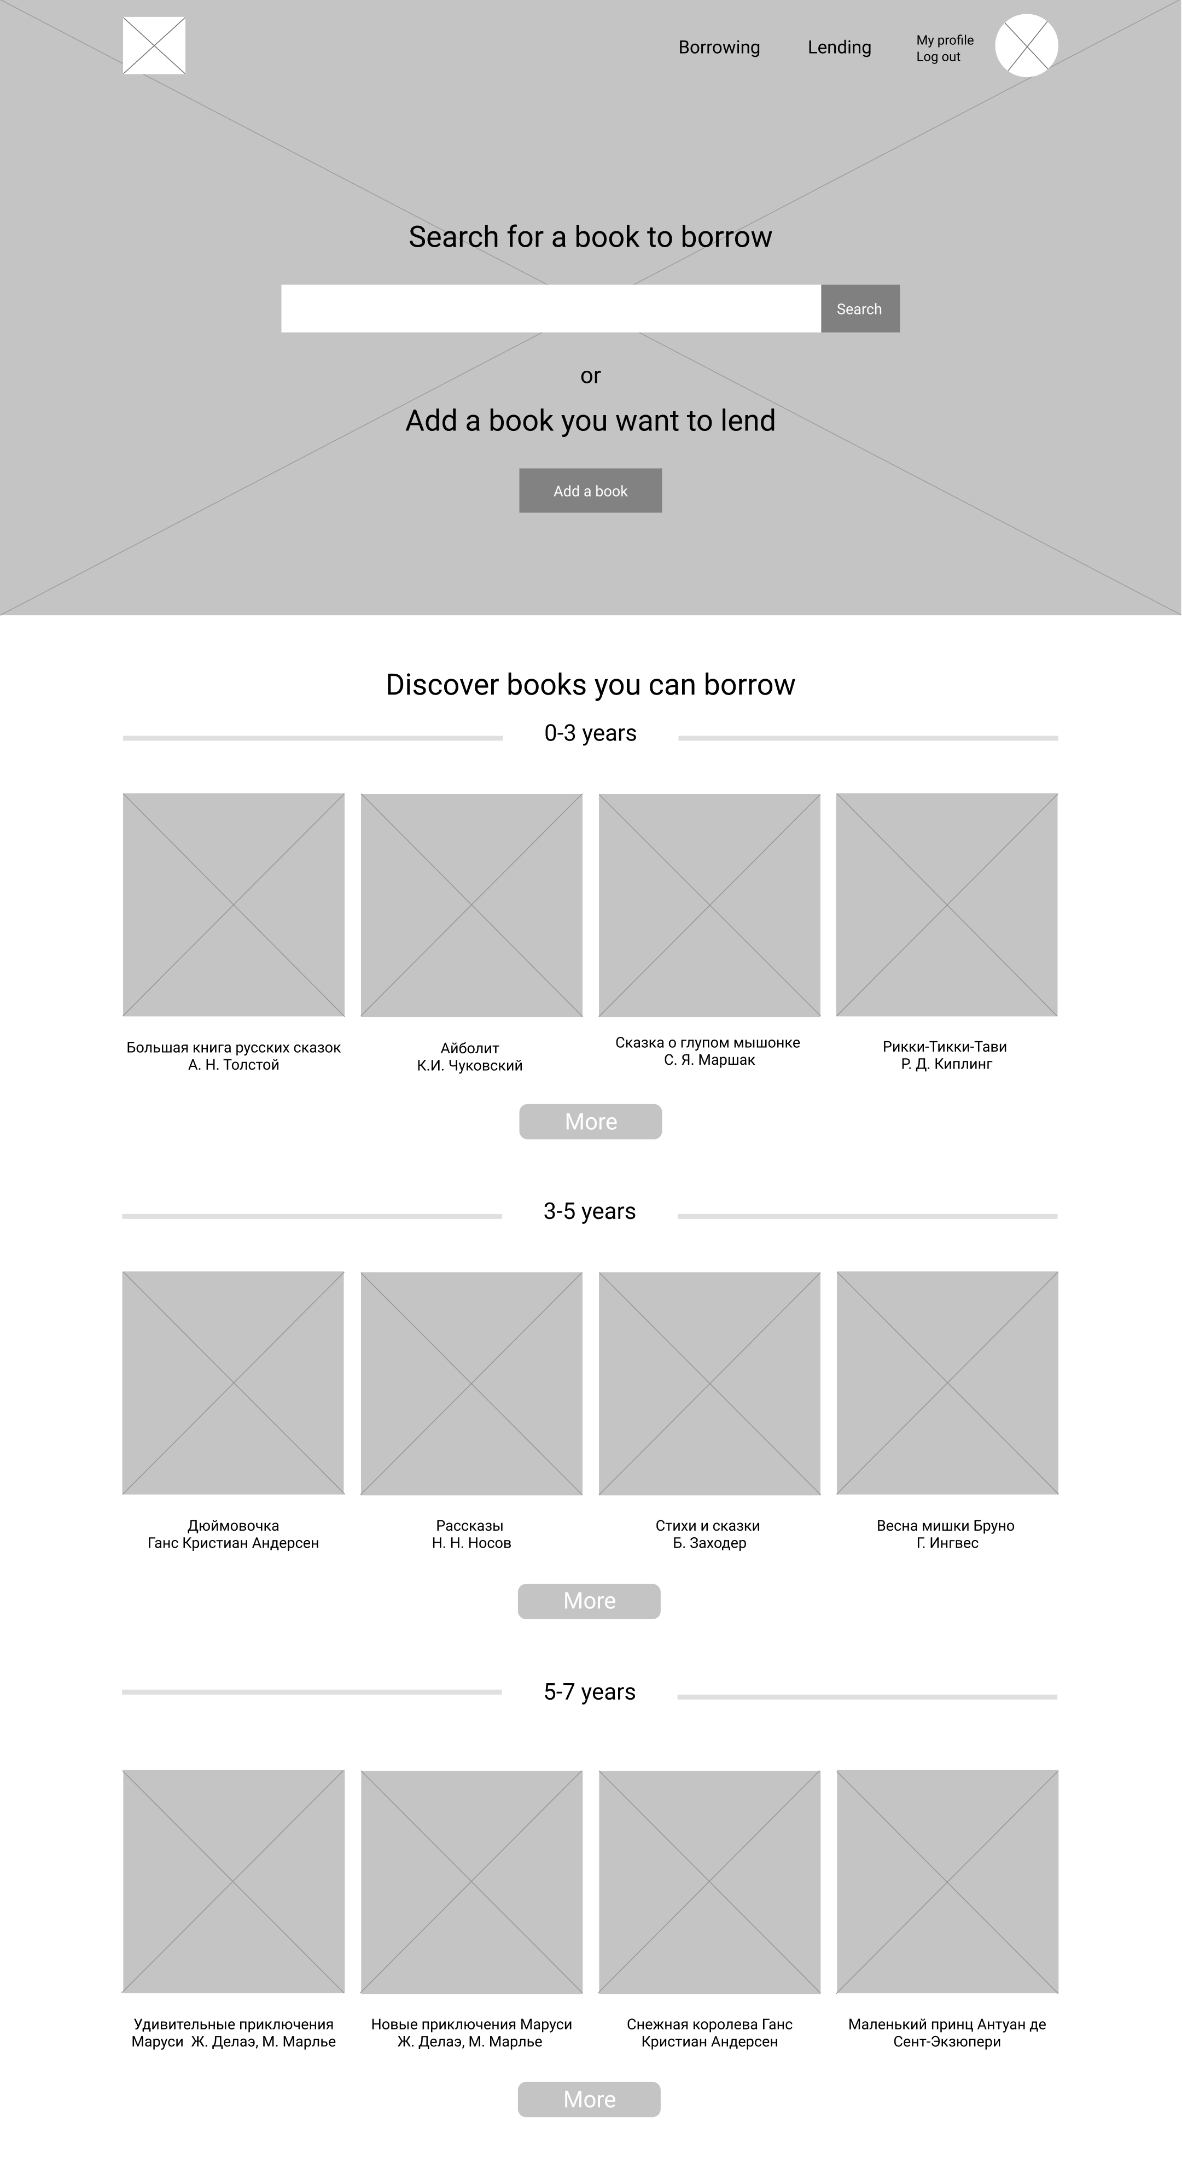 Borrowing
Lending
My profile
Log out
Search for a book to borrow
Search
or
Add a book you want to lend
Add a book
Discover books you can borrow
0-3 years
Большая книга русских сказок
А. Н. Толстой
Айболит
К.И. Чуковский
Сказка о глупом мышонке
С. Я. Маршак
Рикки-Тикки-Тави
Р. Д. Киплинг
More
3-5 years
Дюймовочка
Ганс Кристиан Андерсен
Рассказы
Н. Н. Носов
Стихи и сказки
Б. Заходер
Весна мишки Бруно
Г. Ингвес
More
5-7 years
Удивительные приключения
Маруси  Ж. Делаэ, М. Марлье
Новые приключения Маруси
Ж. Делаэ, М. Марлье
Снежная королева Ганс
Кристиан Андерсен
Маленький принц Антуан де
Сент-Экзюпери
More